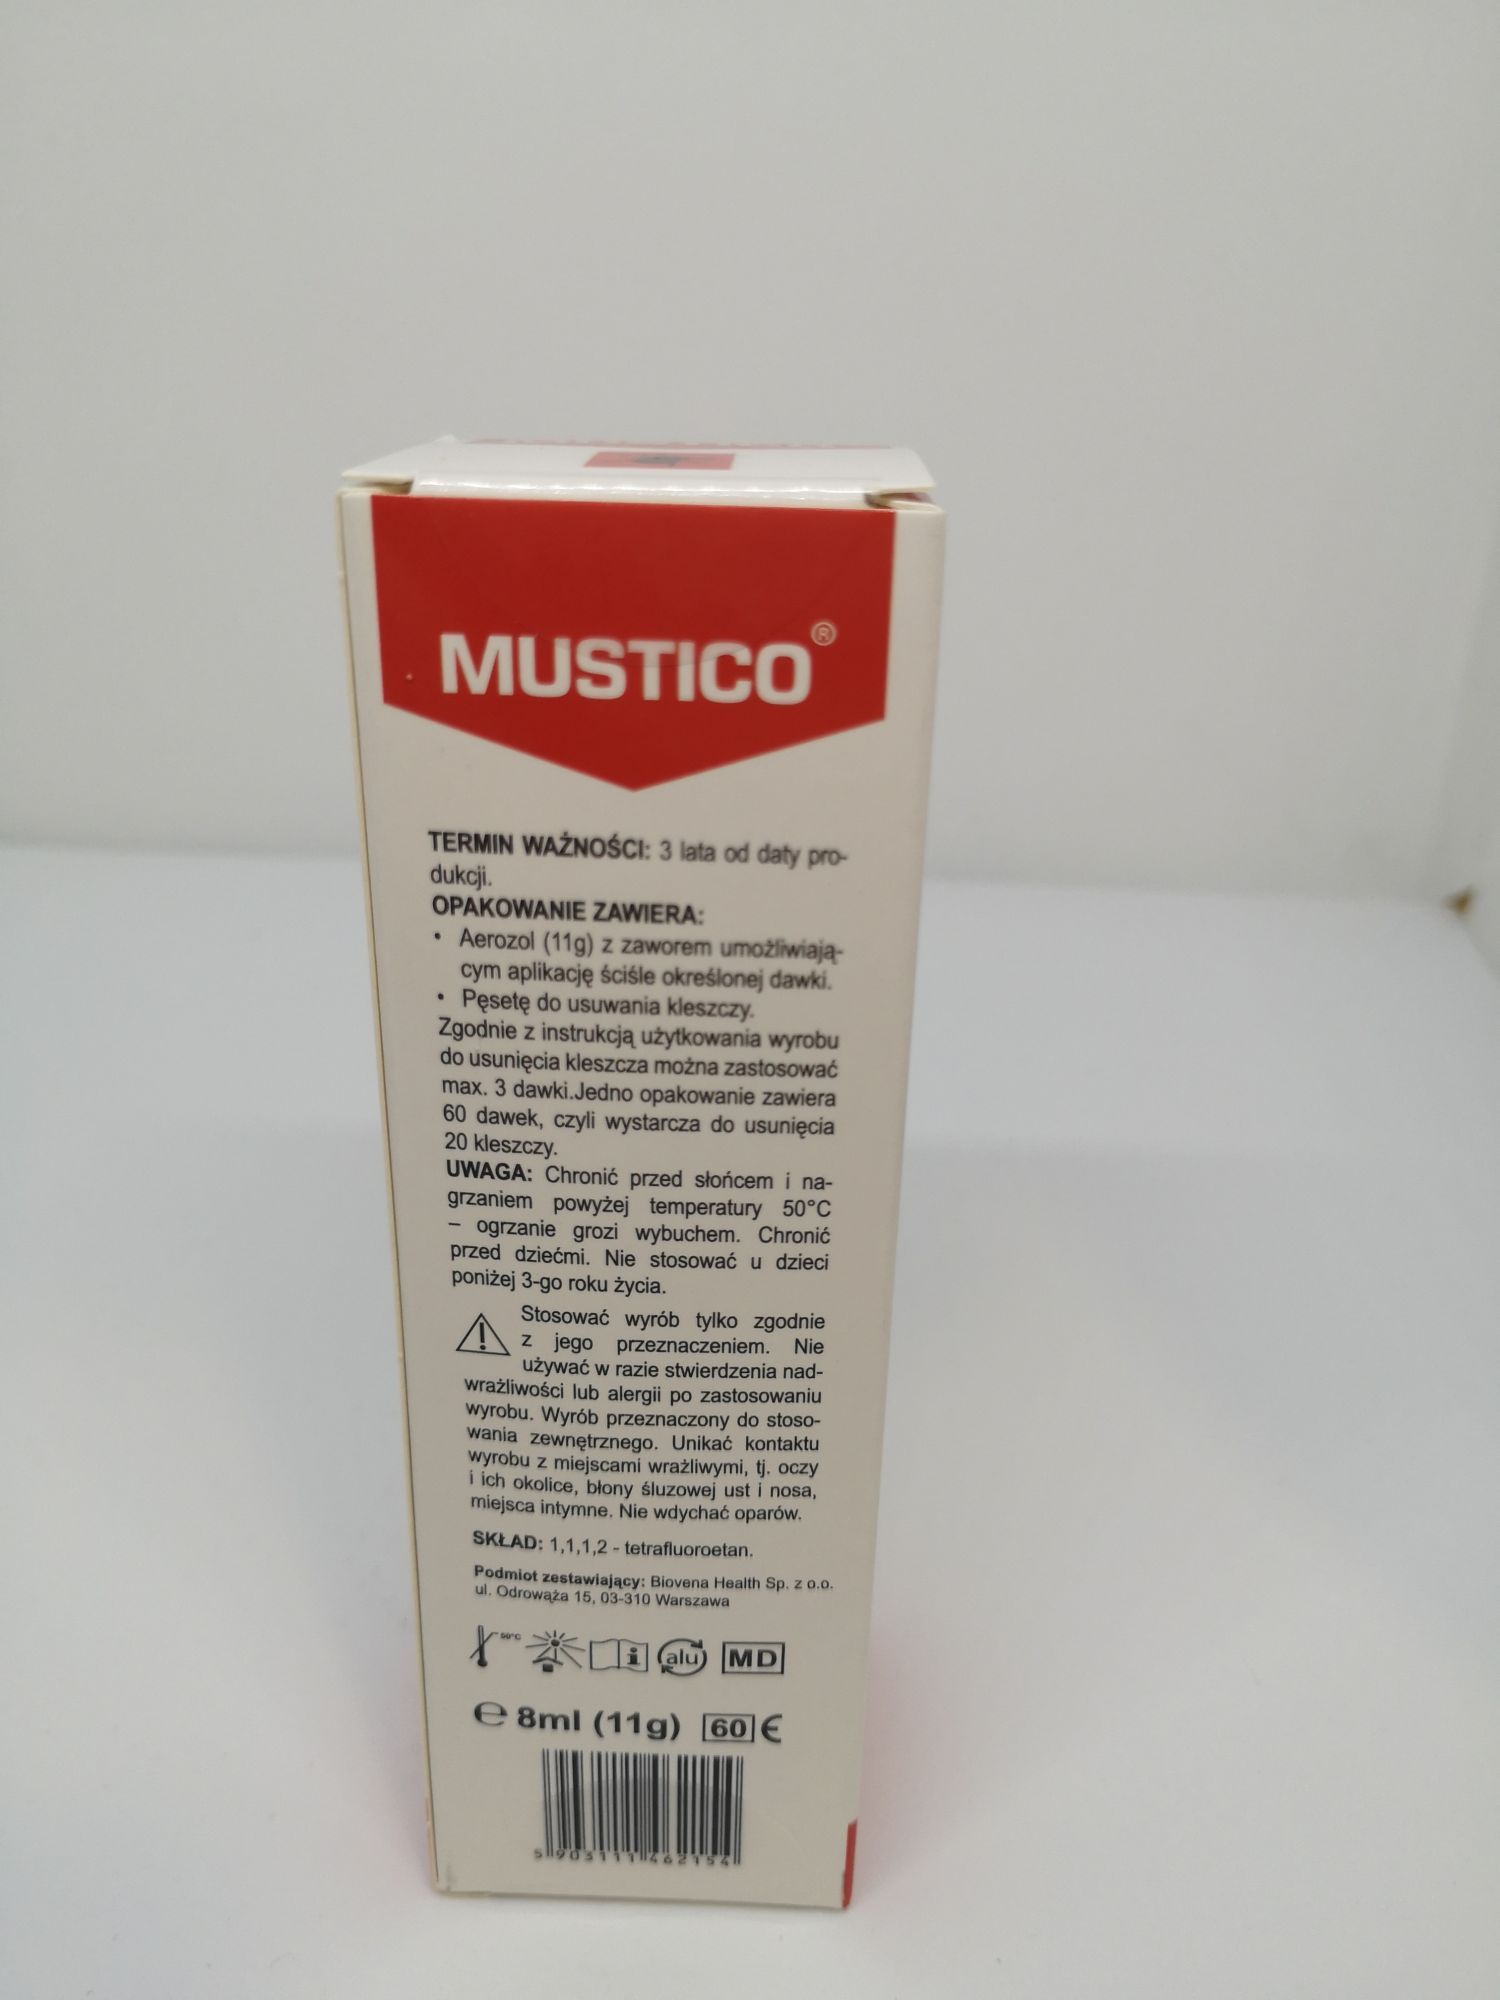 MUSTICO®
TERMIN WAŻNOŚCI: 3 lata od daty pro-
dukcji.
OPAKOWANIE ZAWIERA:
• Aerozol (11g) z zaworem umożliwiają-
cym aplikację ściśle określonej dawki.
• Pęsetę do usuwania kleszczy.
Zgodnie z instrukcją użytkowania wyrobu
do usunięcia kleszcza można zastosować
max. 3 dawki.Jedno opakowanie zawiera
60 dawek, czyli wystarcza do usunięcia
20 kleszczy.
UWAGA: Chronić przed słońcem i na-
grzaniem powyżej temperatury 50°C
– ogrzanie grozi wybuchem. Chronić
przed dziećmi. Nie stosować u dzieci
poniżej 3-go roku życia.
Stosować wyrób tylko zgodnie
z jego przeznaczeniem. Nie
używać w razie stwierdzenia nad-
wrażliwości lub alergii po zastosowaniu
wyrobu. Wyrób przeznaczony do stoso-
wania zewnętrznego. Unikać kontaktu
wyrobu z miejscami wrażliwymi, tj. oczy
i ich okolice, błony śluzowej ust i nosa,
miejsca intymne. Nie wdychać oparów.
SKŁAD: 1,1,1,2 - tetrafluoroetan.
Podmiot zestawiający: Biovena Health Sp. z o.o.
ul. Odrowąża 15, 03-310 Warszawa
50°C i alu MD
℮ 8ml (11g) 60 €
5 903111 462154